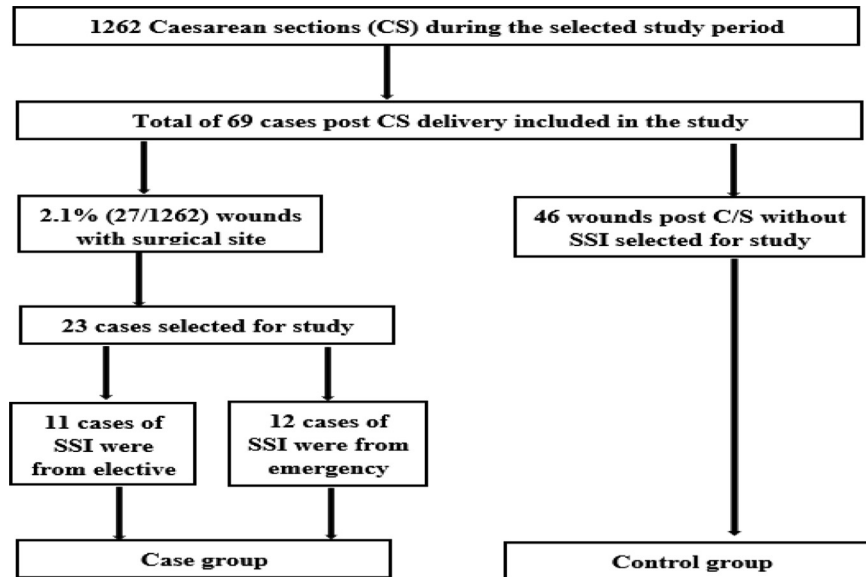 1262 Caesarean sections (CS) during the selected study period
Total of 69 cases post CS delivery included in the study
2.1% (27/1262) wounds
with surgical site
46 wounds post C/S without
SSI selected for study
23 cases selected for study
11 cases of
SSI were
from elective
12 cases of
SSI were from
emergency
Case group
Control group